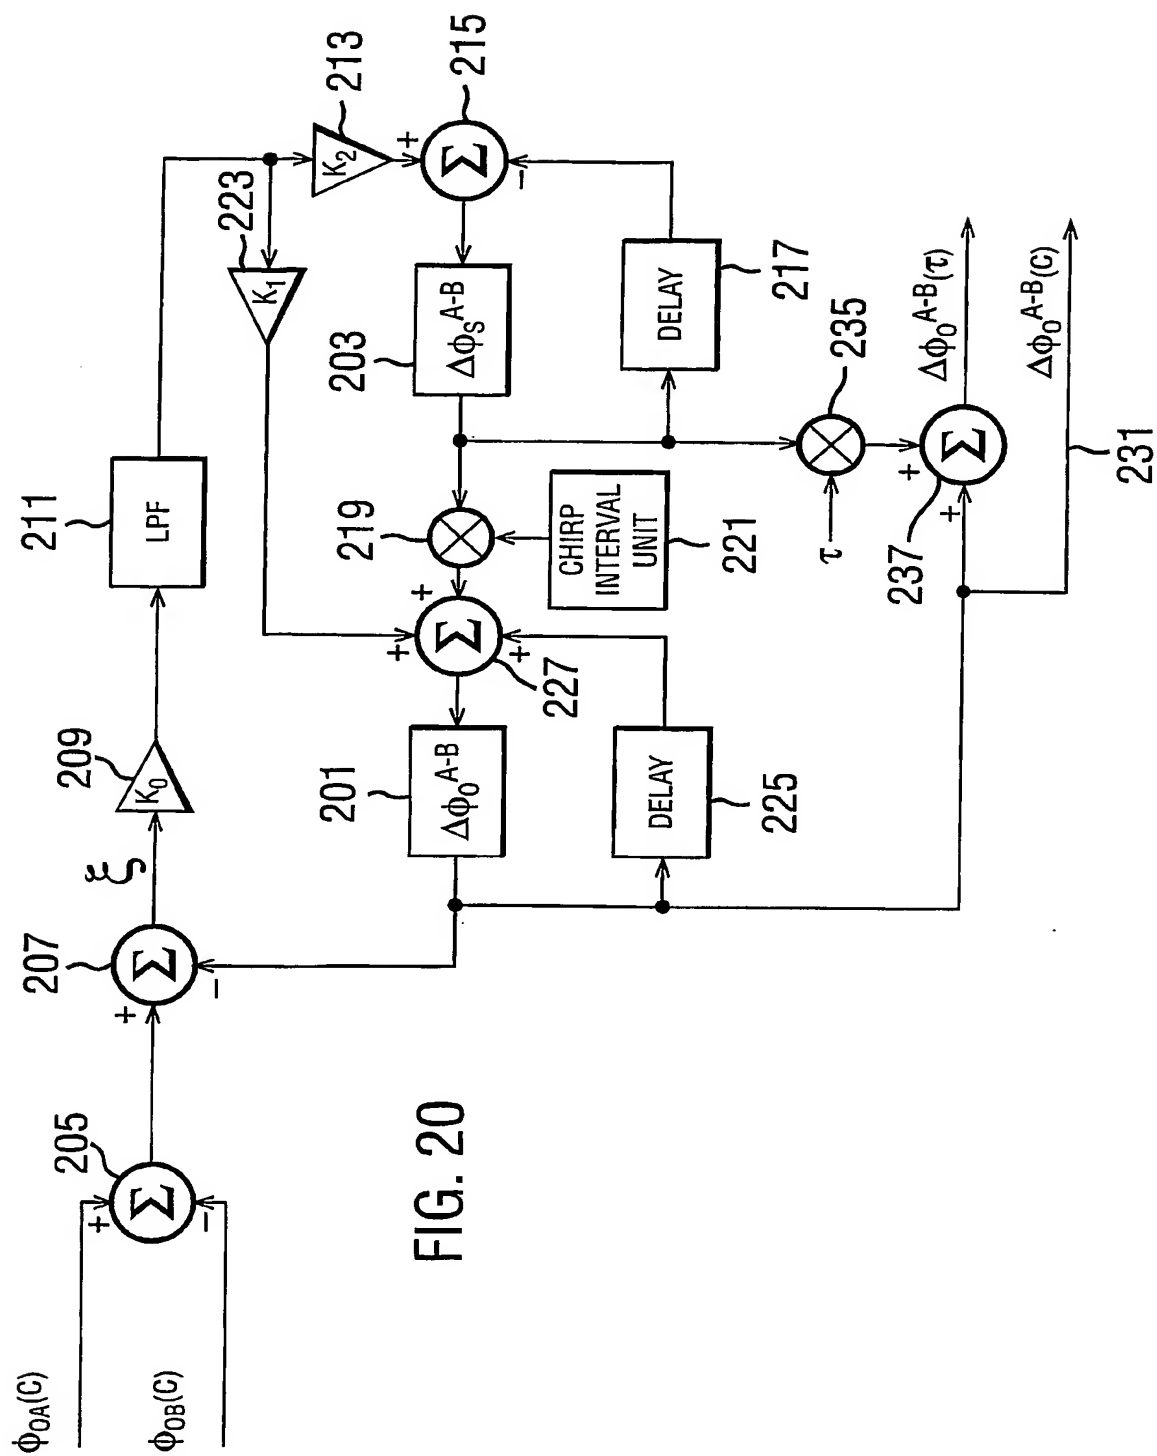 ϕ0A(C)
ϕ0B(C)
205
Σ
+
−
207
Σ
+
−
ξ
209
K0
211
LPF
223
K1
213
K2
215
Σ
+
−
203
ΔϕSA-B
217
DELAY
219
221
CHIRP
INTERVAL
UNIT
227
Σ
+
+
+
201
Δϕ0A-B
225
DELAY
235
τ
237
Σ
+
+
Δϕ0A-B(τ)
Δϕ0A-B(C)
231
FIG. 20